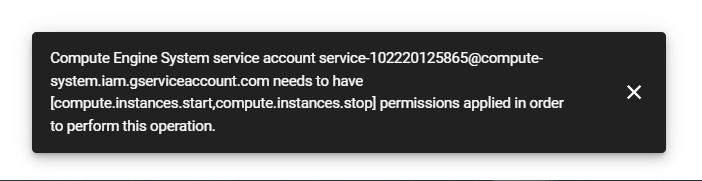 Compute Engine System service account service-102220125865@compute-
system.iam.gserviceaccount.com needs to have
[compute.instances.start,compute.instances.stop] permissions applied in order
to perform this operation.